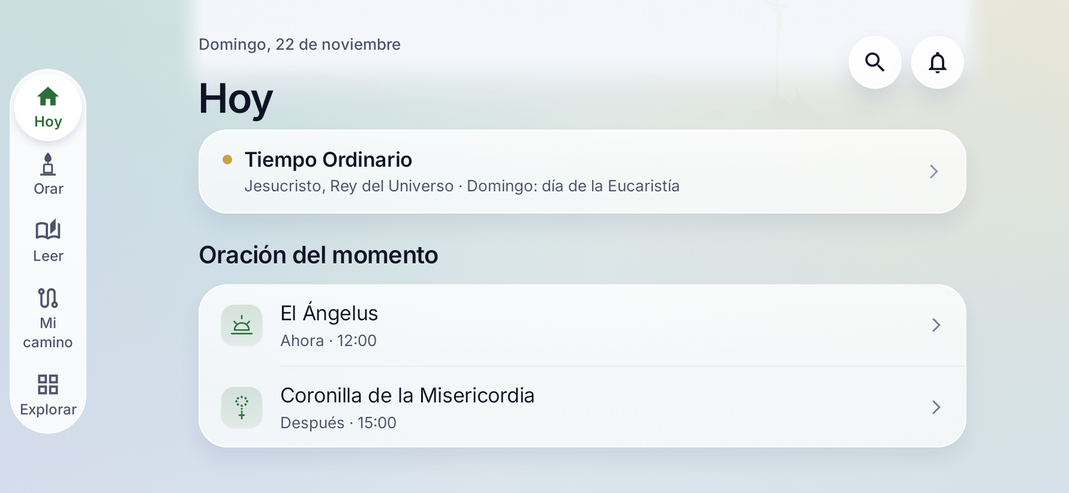 Domingo, 22 de noviembre
Hoy
Tiempo Ordinario
Jesucristo, Rey del Universo · Domingo: día de la Eucaristía
Oración del momento
El Ángelus
Ahora · 12:00
Coronilla de la Misericordia
Después · 15:00
Hoy
Orar
Leer
Mi
camino
Explorar